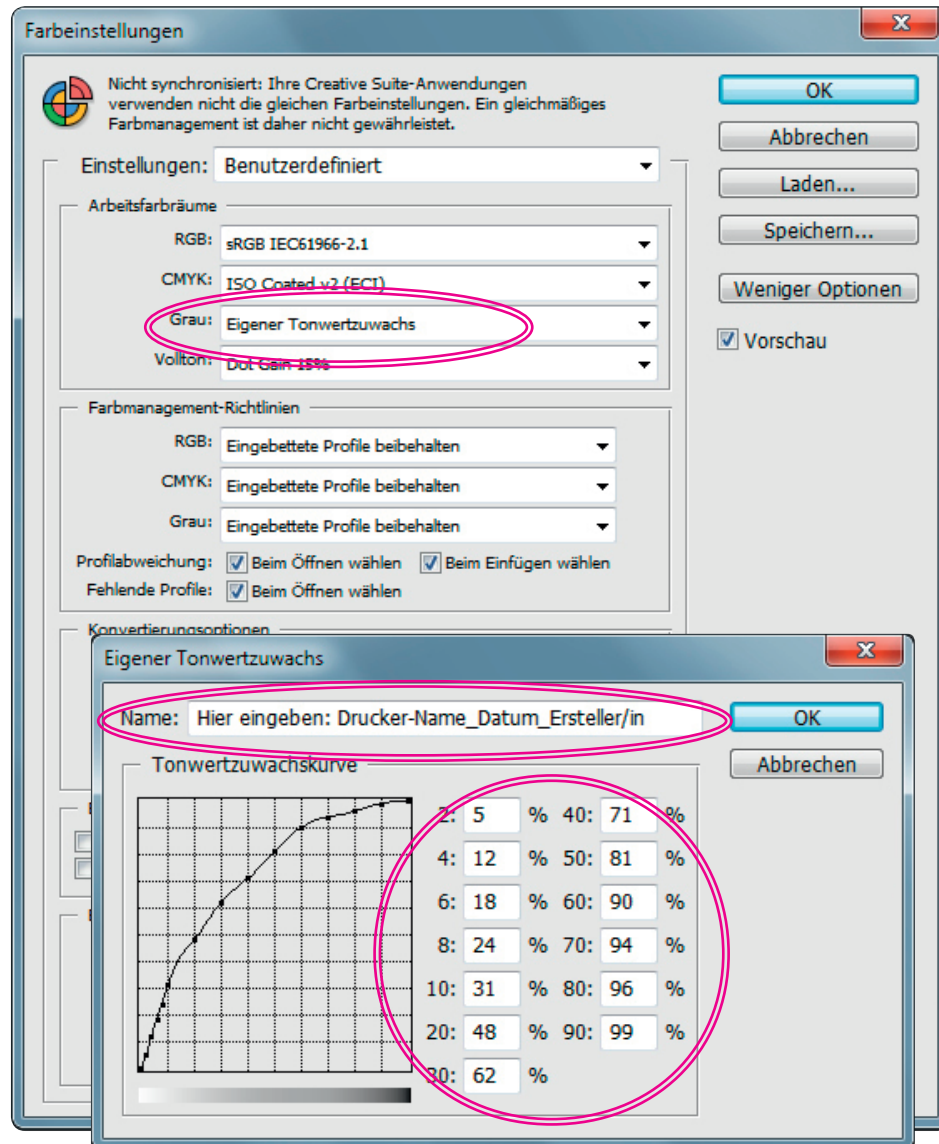 Farbeinstellungen
Nicht synchronisiert: Ihre Creative Suite-Anwendungen
verwenden nicht die gleichen Farbeinstellungen. Ein gleichmäßiges
Farbmanagement ist daher nicht gewährleistet.
OK
Abbrechen
Laden...
Speichern...
Weniger Optionen
Vorschau
Einstellungen: Benutzerdefiniert
Arbeitsfarbräume
RGB: sRGB IEC61966-2.1
CMYK: ISO Coated v2 (ECI)
Grau: Eigener Tonwertzuwachs
Vollton: Dot Gain 15%
Farbmanagement-Richtlinien
RGB: Eingebettete Profile beibehalten
CMYK: Eingebettete Profile beibehalten
Grau: Eingebettete Profile beibehalten
Profilabweichung: Beim Öffnen wählen Beim Einfügen wählen
Fehlende Profile: Beim Öffnen wählen
Konvertierungsoptionen
Eigener Tonwertzuwachs
Name: Hier eingeben: Drucker-Name_Datum_Ersteller/in
OK
Abbrechen
Tonwertzuwachskurve
2: 5 % 40: 71 %
4: 12 % 50: 81 %
6: 18 % 60: 90 %
8: 24 % 70: 94 %
10: 31 % 80: 96 %
20: 48 % 90: 99 %
30: 62 %